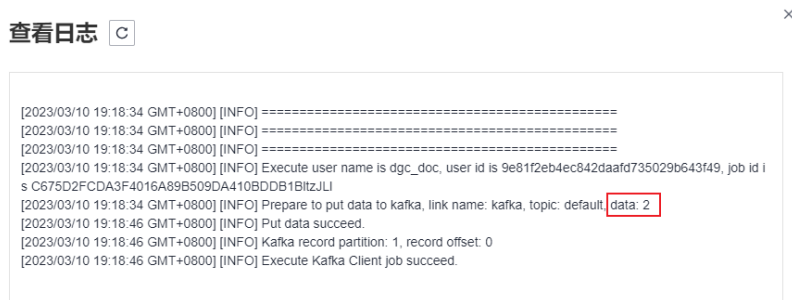 查看日志
[2023/03/10 19:18:34 GMT+0800] [INFO] ===============================================
[2023/03/10 19:18:34 GMT+0800] [INFO] ===============================================
[2023/03/10 19:18:34 GMT+0800] [INFO] ===============================================
[2023/03/10 19:18:34 GMT+0800] [INFO] Execute user name is dgc_doc, user id is 9e81f2eb4ec842daafd735029b643f49, job id i
s C675D2FCDA3F4016A89B509DA410BDDB1BItzJLI
[2023/03/10 19:18:34 GMT+0800] [INFO] Prepare to put data to kafka, link name: kafka, topic: default, data: 2
[2023/03/10 19:18:46 GMT+0800] [INFO] Put data succeed.
[2023/03/10 19:18:46 GMT+0800] [INFO] Kafka record partition: 1, record offset: 0
[2023/03/10 19:18:46 GMT+0800] [INFO] Execute Kafka Client job succeed.